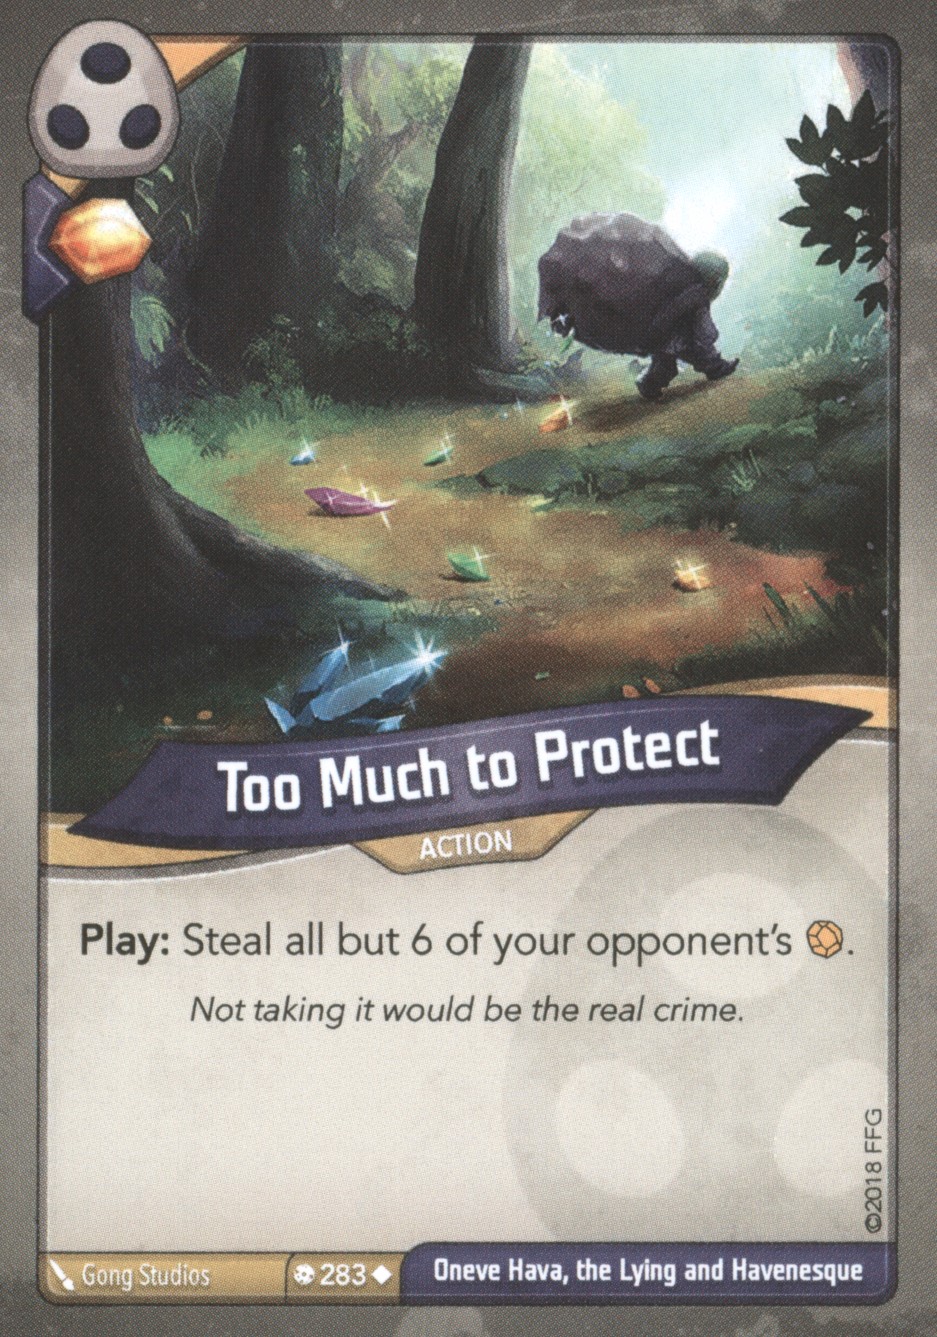 Too Much to Protect
ACTION
Play: Steal all but 6 of your opponent's .
Not taking it would be the real crime.
©2018 FFG
Gong Studios
283
Oneve Hava, the Lying and Havenesque